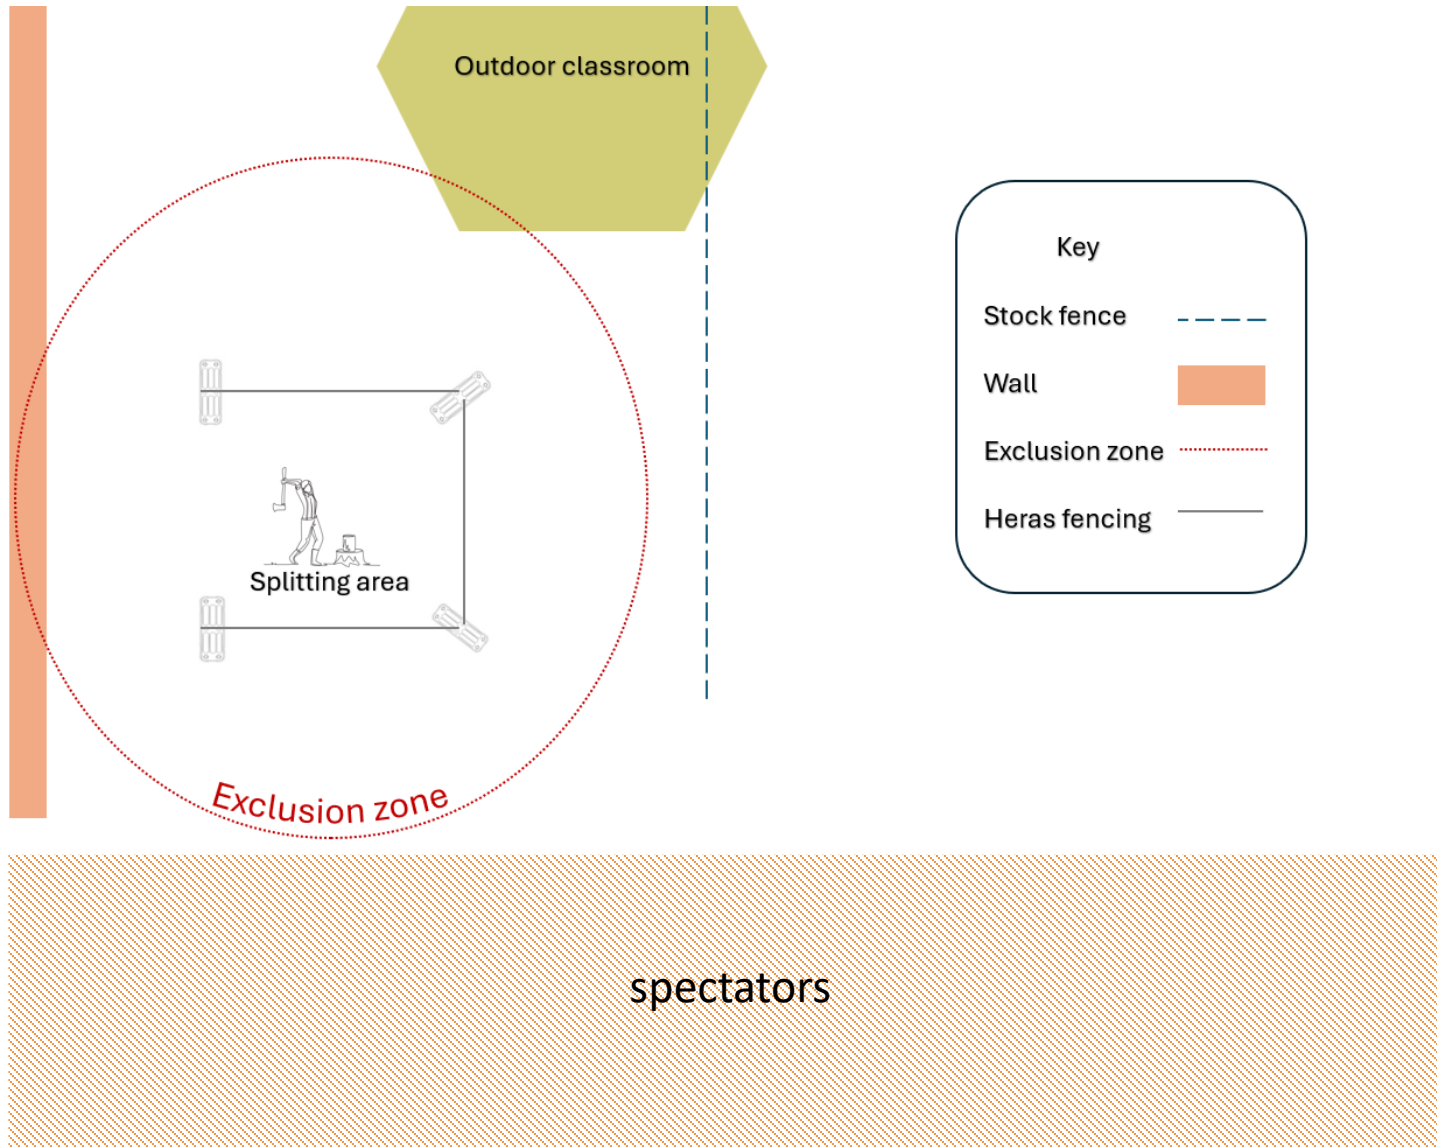 Outdoor classroom
Key
Stock fence
Wall
Exclusion zone
Heras fencing
Splitting area
Exclusion zone
spectators